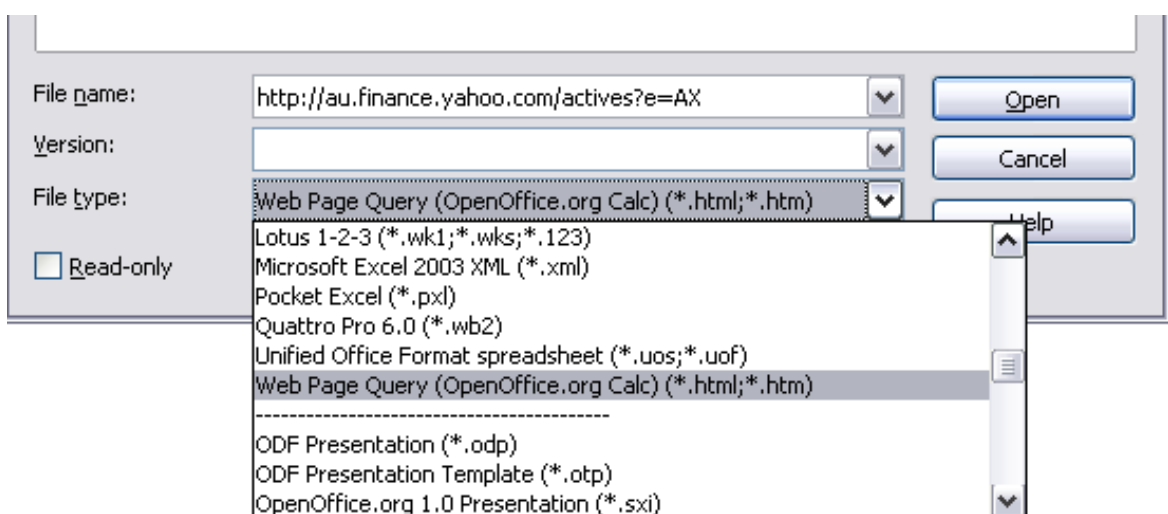 File name: http://au.finance.yahoo.com/actives?e=AX Open
Version: Cancel
File type: Web Page Query (OpenOffice.org Calc) (*.html;*.htm) Help
Lotus 1-2-3 (*.wk1;*.wks;*.123)
Read-only Microsoft Excel 2003 XML (*.xml)
Pocket Excel (*.pxl)
Quattro Pro 6.0 (*.wb2)
Unified Office Format spreadsheet (*.uos;*.uof)
Web Page Query (OpenOffice.org Calc) (*.html;*.htm)
------------------------------------------
ODF Presentation (*.odp)
ODF Presentation Template (*.otp)
OpenOffice.org 1.0 Presentation (*.sxi)